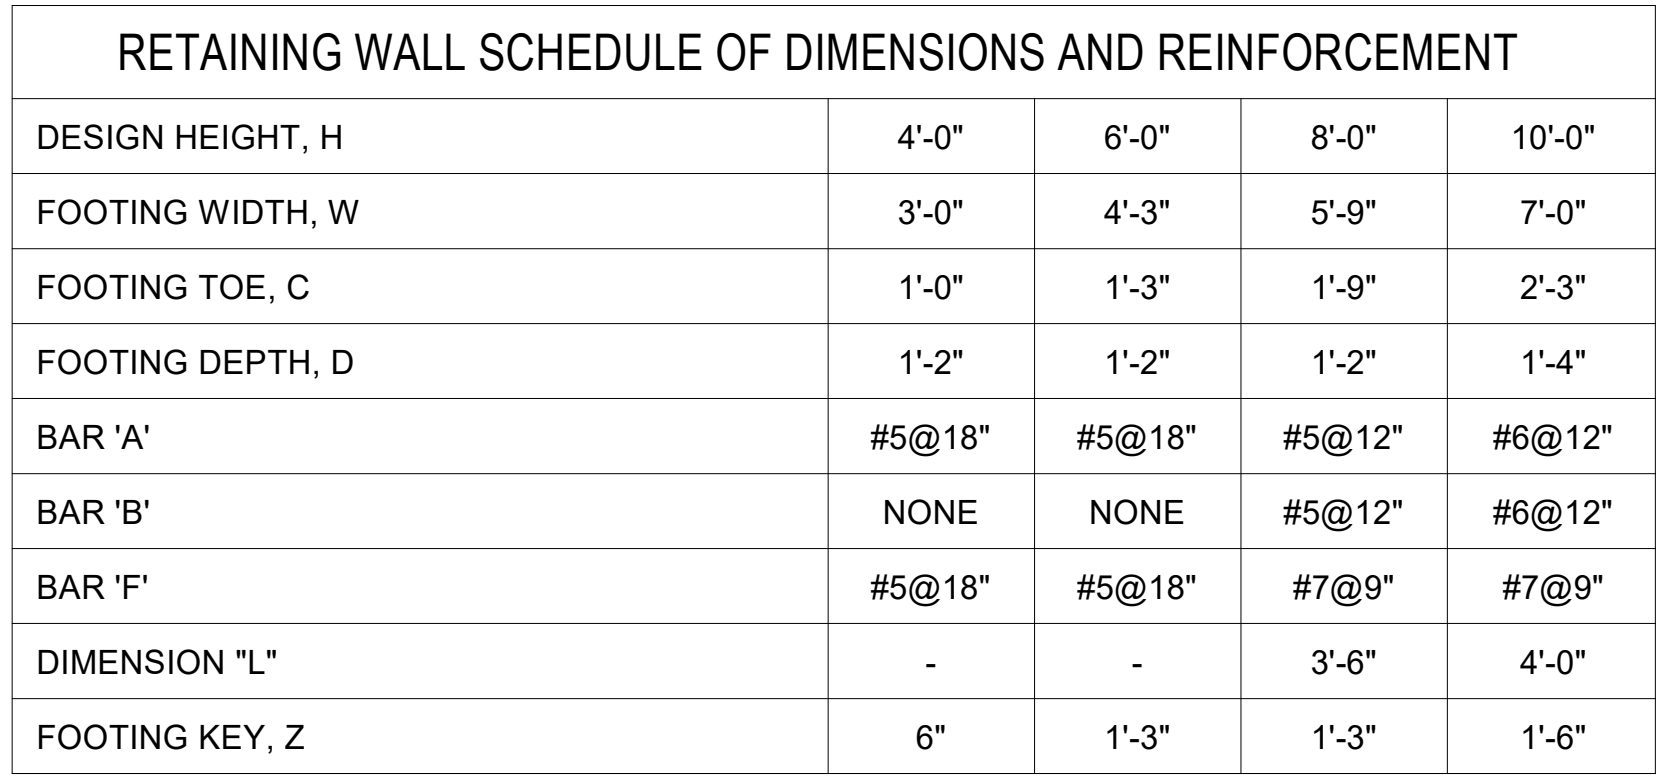 RETAINING WALL SCHEDULE OF DIMENSIONS AND REINFORCEMENT
DESIGN HEIGHT, H 4'-0" 6'-0" 8'-0" 10'-0"
FOOTING WIDTH, W 3'-0" 4'-3" 5'-9" 7'-0"
FOOTING TOE, C 1'-0" 1'-3" 1'-9" 2'-3"
FOOTING DEPTH, D 1'-2" 1'-2" 1'-2" 1'-4"
BAR 'A' #5@18" #5@18" #5@12" #6@12"
BAR 'B' NONE NONE #5@12" #6@12"
BAR 'F' #5@18" #5@18" #7@9" #7@9"
DIMENSION "L" - - 3'-6" 4'-0"
FOOTING KEY, Z 6" 1'-3" 1'-3" 1'-6"